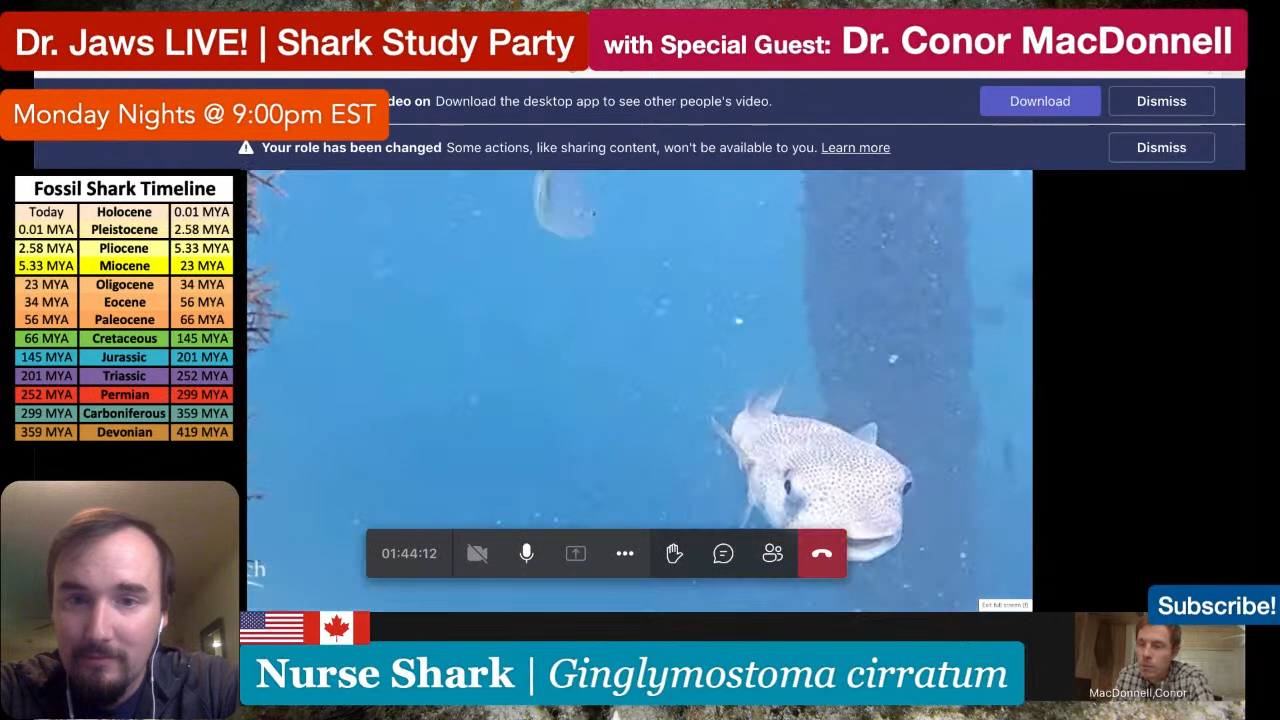 Dr. Jaws LIVE! | Shark Study Party
with Special Guest: Dr. Conor MacDonnell
Monday Nights @ 9:00pm EST
deo on Download the desktop app to see other people's video.
Download
Dismiss
Your role has been changed Some actions, like sharing content, won't be available to you. Learn more
Dismiss
Fossil Shark Timeline
Today Holocene 0.01 MYA
0.01 MYA Pleistocene 2.58 MYA
2.58 MYA Pliocene 5.33 MYA
5.33 MYA Miocene 23 MYA
23 MYA Oligocene 34 MYA
34 MYA Eocene 56 MYA
56 MYA Paleocene 66 MYA
66 MYA Cretaceous 145 MYA
145 MYA Jurassic 201 MYA
201 MYA Triassic 252 MYA
252 MYA Permian 299 MYA
299 MYA Carboniferous 359 MYA
359 MYA Devonian 419 MYA
01:44:12
ch
Exit full screen (f)
Subscribe!
Nurse Shark | Ginglymostoma cirratum
MacDonnell,Conor